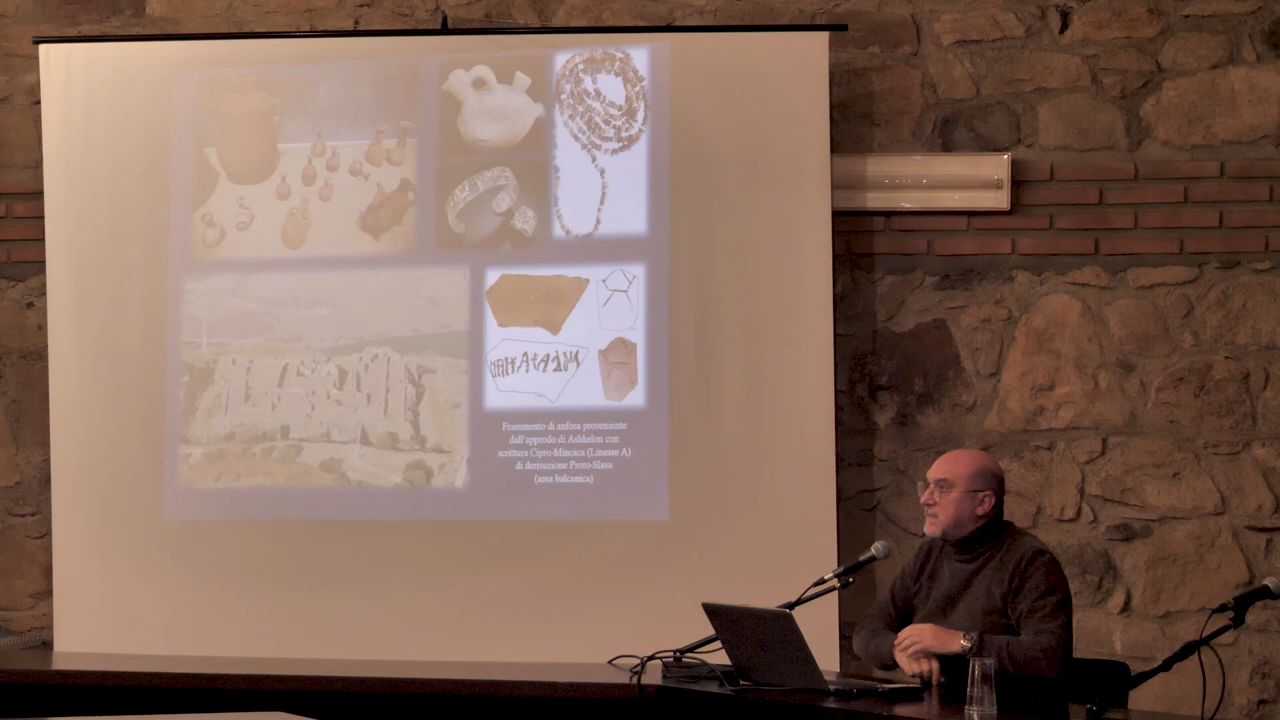 Frammento di anfora proveniente
dall'approdo di Ashkelon con
scrittura Cipro-Minoica (Lineare A)
di derivazione Proto-Slava
(area balcanica)